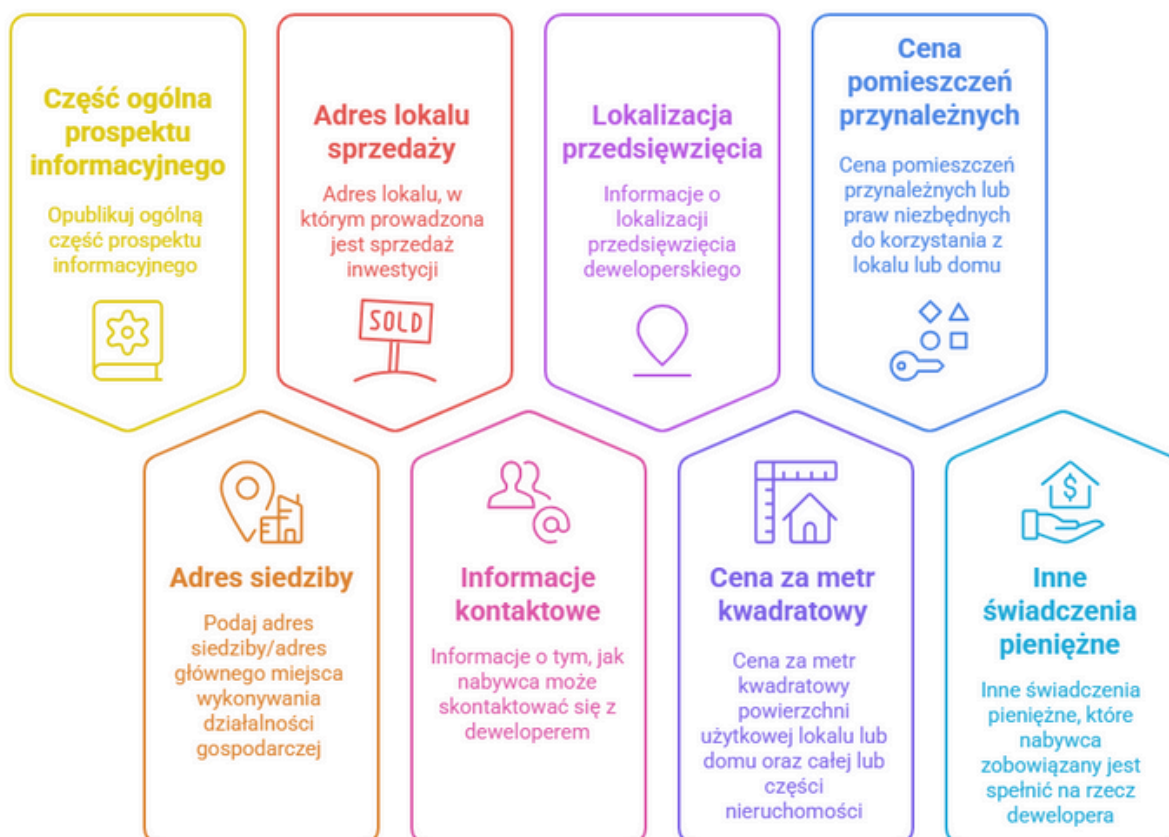 Część ogólna
prospektu
informacyjnego
Opublikuj ogólną
część prospektu
informacyjnego
Adres siedziby
Podaj adres
siedziby/adres
głównego miejsca
wykonywania
działalności
gospodarczej
Adres lokalu
sprzedaży
Adres lokalu, w
którym prowadzona
jest sprzedaż
inwestycji
SOLD
Informacje
kontaktowe
Informacje o tym, jak
nabywca może
skontaktować się z
deweloperem
Lokalizacja
przedsięwzięcia
Informacje o
lokalizacji
przedsięwzięcia
deweloperskiego
Cena za metr
kwadratowy
Cena za metr
kwadratowy
powierzchni
użytkowej lokalu lub
domu oraz całej lub
części
nieruchomości
Cena
pomieszczeń
przynależnych
Cena pomieszczeń
przynależnych lub
praw niezbędnych
do korzystania z
lokalu lub domu
Inne
świadczenia
pieniężne
Inne świadczenia
pieniężne, które
nabywca
zobowiązany jest
spełnić na rzecz
dewelopera